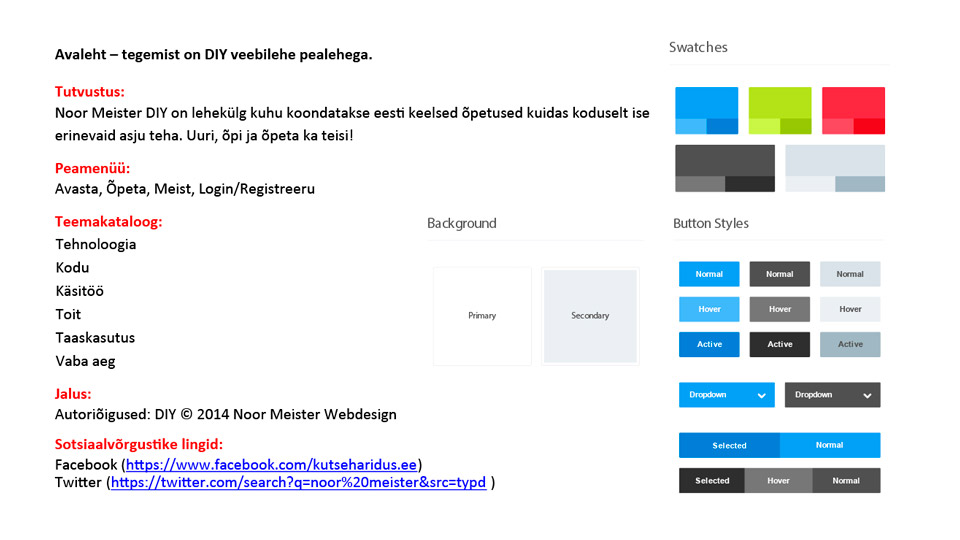 Avaleht – tegemist on DIY veebilehe pealehega.
Tutvustus:
Noor Meister DIY on lehekülg kuhu koondatakse eesti keelsed õpetused kuidas koduselt ise
erinevaid asju teha. Uuri, õpi ja õpeta ka teisi!
Peamenüü:
Avasta, Õpeta, Meist, Login/Registreeru
Teemakataloog:
Tehnoloogia
Kodu
Käsitöö
Toit
Taaskasutus
Vaba aeg
Jalus:
Autoriõigused: DIY © 2014 Noor Meister Webdesign
Sotsiaalvõrgustike lingid:
Facebook (https://www.facebook.com/kutseharidus.ee)
Twitter (https://twitter.com/search?q=noor%20meister&src=typd )
Background
Primary Secondary
Swatches
Button Styles
Normal Normal Normal
Hover Hover Hover
Active Active Active
Dropdown Dropdown
Selected Normal
Selected Hover Normal